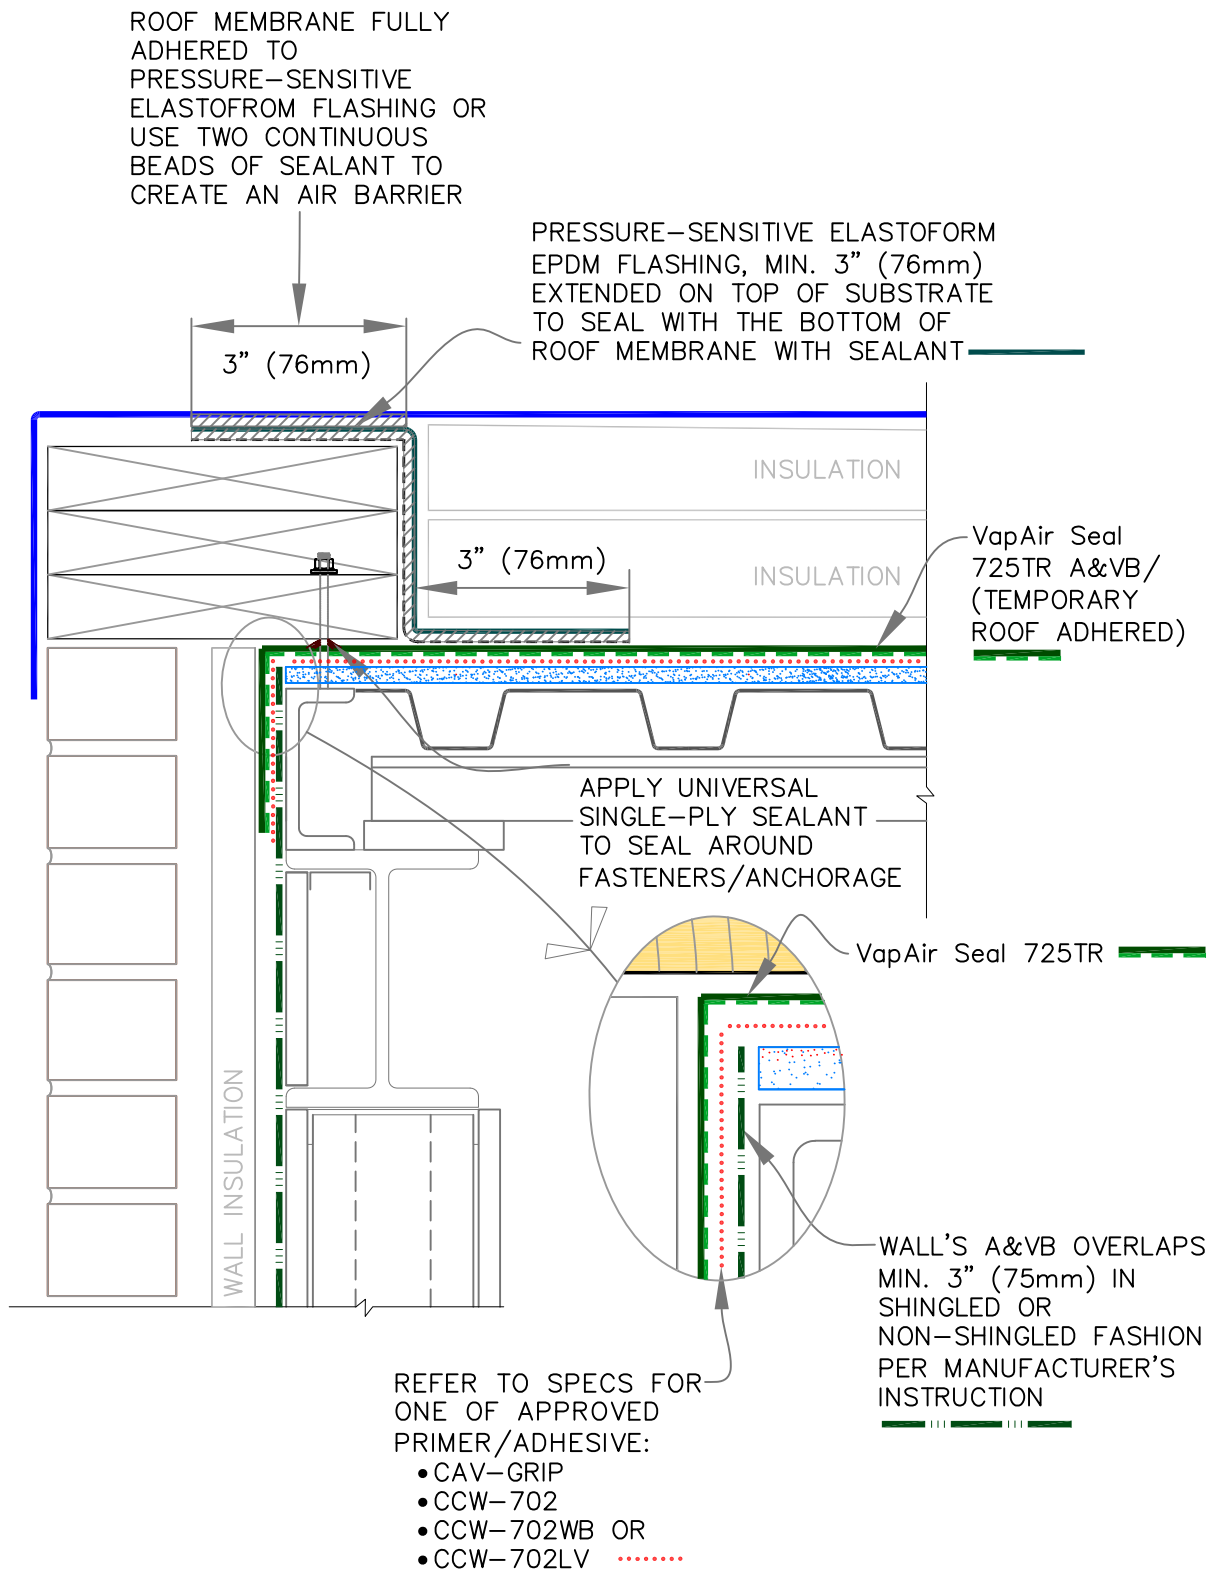 ROOF MEMBRANE FULLY
ADHERED TO
PRESSURE-SENSITIVE
ELASTOFROM FLASHING OR
USE TWO CONTINUOUS
BEADS OF SEALANT TO
CREATE AN AIR BARRIER
PRESSURE-SENSITIVE ELASTOFORM
EPDM FLASHING, MIN. 3" (76mm)
EXTENDED ON TOP OF SUBSTRATE
TO SEAL WITH THE BOTTOM OF
ROOF MEMBRANE WITH SEALANT
3" (76mm)
INSULATION
3" (76mm)
INSULATION
VapAir Seal
725TR A&VB/
(TEMPORARY
ROOF ADHERED)
APPLY UNIVERSAL
SINGLE-PLY SEALANT
TO SEAL AROUND
FASTENERS/ANCHORAGE
VapAir Seal 725TR
WALL INSULATION
WALL'S A&VB OVERLAPS
MIN. 3" (75mm) IN
SHINGLED OR
NON-SHINGLED FASHION
PER MANUFACTURER'S
INSTRUCTION
REFER TO SPECS FOR
ONE OF APPROVED
PRIMER/ADHESIVE:
• CAV-GRIP
• CCW-702
• CCW-702WB OR
• CCW-702LV